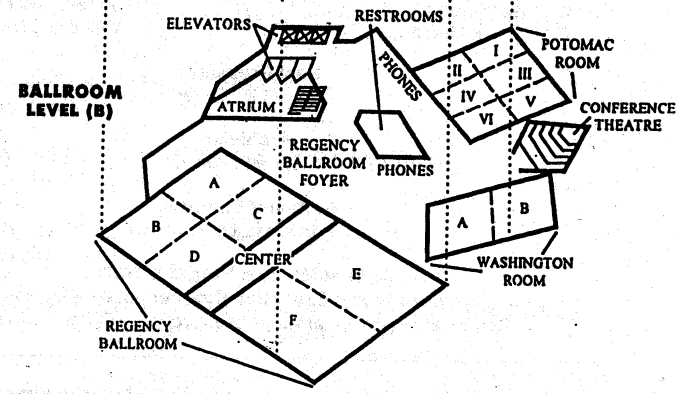 ELEVATORS
RESTROOMS
BALLROOM
LEVEL (B)
ATRIUM
PHONES
I
II
III
IV
V
VI
POTOMAC
ROOM
CONFERENCE
THEATRE
REGENCY
BALLROOM
FOYER
PHONES
A
B
C
D
CENTER
E
F
A
B
WASHINGTON
ROOM
REGENCY
BALLROOM